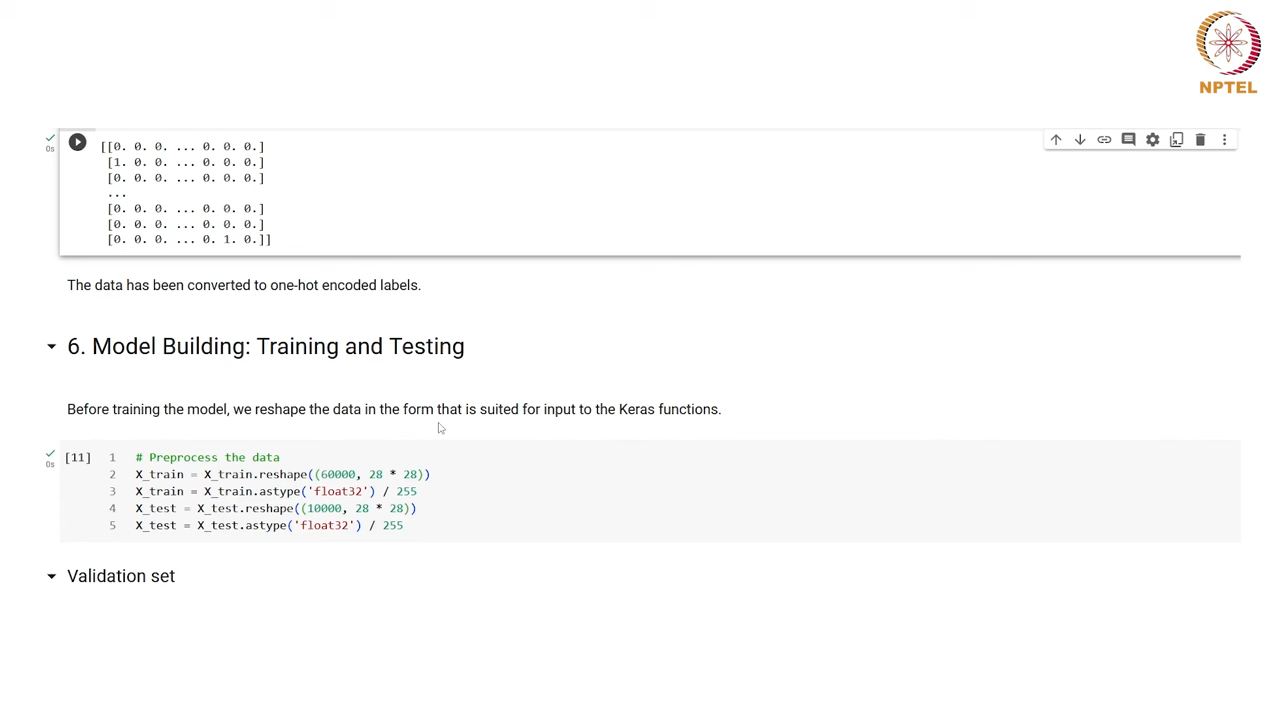 NPTEL
0s
[[0. 0. 0. ... 0. 0. 0.]
[1. 0. 0. ... 0. 0. 0.]
[0. 0. 0. ... 0. 0. 0.]
...
[0. 0. 0. ... 0. 0. 0.]
[0. 0. 0. ... 0. 0. 0.]
[0. 0. 0. ... 0. 1. 0.]]
The data has been converted to one-hot encoded labels.
6. Model Building: Training and Testing
Before training the model, we reshape the data in the form that is suited for input to the Keras functions.
0s [11] 1 # Preprocess the data
2 X_train = X_train.reshape((60000, 28 * 28))
3 X_train = X_train.astype('float32') / 255
4 X_test = X_test.reshape((10000, 28 * 28))
5 X_test = X_test.astype('float32') / 255
Validation set